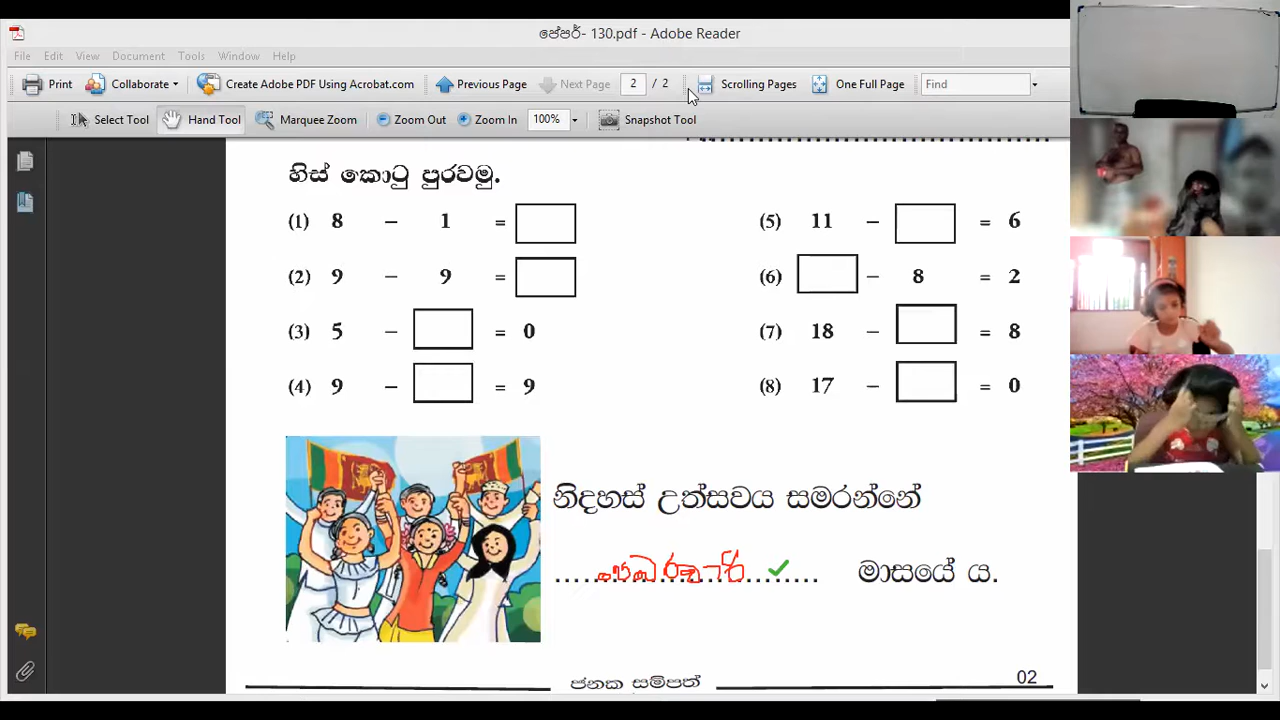 පේපර්- 130.pdf - Adobe Reader
File Edit View Document Tools Window Help
Print Collaborate Create Adobe PDF Using Acrobat.com Previous Page Next Page 2 / 2 Scrolling Pages One Full Page Find
Select Tool Hand Tool Marquee Zoom Zoom Out Zoom In 100% Snapshot Tool
හිස් කොටු පුරවමු.
(1) 8 - 1 =
(2) 9 - 9 =
(3) 5 - = 0
(4) 9 - = 9
(5) 11 - = 6
(6) - 8 = 2
(7) 18 - = 8
(8) 17 - = 0
නිදහස් උත්සවය සමරන්නේ
.............................. මාසයේ ය.
ජනක සම්පත්
02